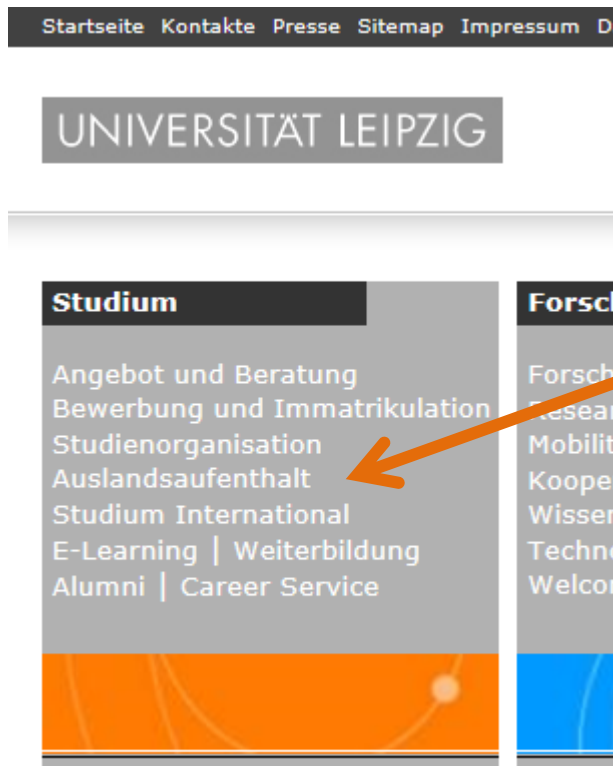 Startseite Kontakte Presse Sitemap Impressum
UNIVERSITÄT LEIPZIG
Studium
Angebot und Beratung
Bewerbung und Immatrikulation
Studienorganisation
Auslandsaufenthalt
Studium International
E-Learning | Weiterbildung
Alumni | Career Service